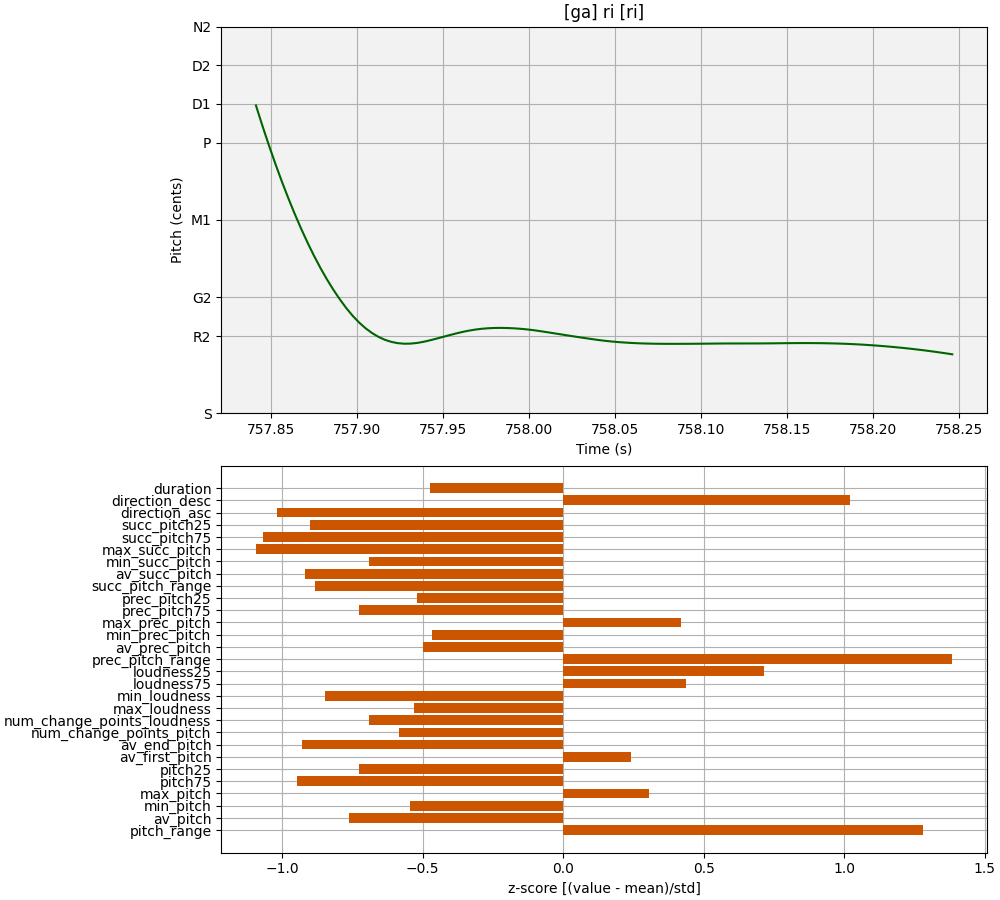 [ga] ri [ri]
N2
D2
D1
P
M1
G2
R2
S
Pitch (cents)
757.85 757.90 757.95 758.00 758.05 758.10 758.15 758.20 758.25
Time (s)
duration
direction_desc
direction_asc
succ_pitch25
succ_pitch75
max_succ_pitch
min_succ_pitch
av_succ_pitch
succ_pitch_range
prec_pitch25
prec_pitch75
max_prec_pitch
min_prec_pitch
av_prec_pitch
prec_pitch_range
loudness25
loudness75
min_loudness
max_loudness
num_change_points_loudness
num_change_points_pitch
av_end_pitch
av_first_pitch
pitch25
pitch75
max_pitch
min_pitch
av_pitch
pitch_range
−1.0 −0.5 0.0 0.5 1.0 1.5
z-score [(value - mean)/std]